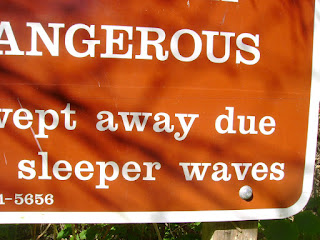 ANGEROUS
wept away due
sleeper waves
1-5656